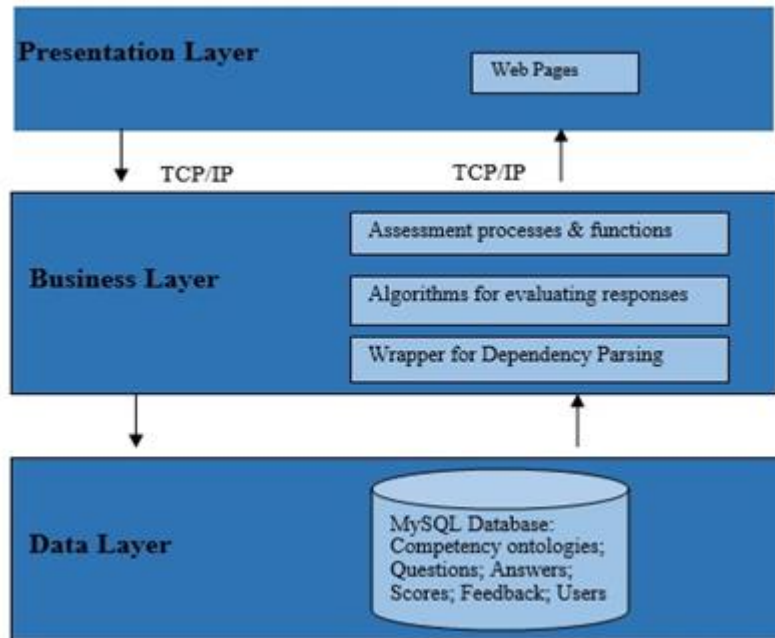 Presentation Layer
Web Pages
TCP/IP
TCP/IP
Business Layer
Assessment processes & functions
Algorithms for evaluating responses
Wrapper for Dependency Parsing
Data Layer
MySQL Database:
Competency ontologies;
Questions; Answers;
Scores; Feedback; Users